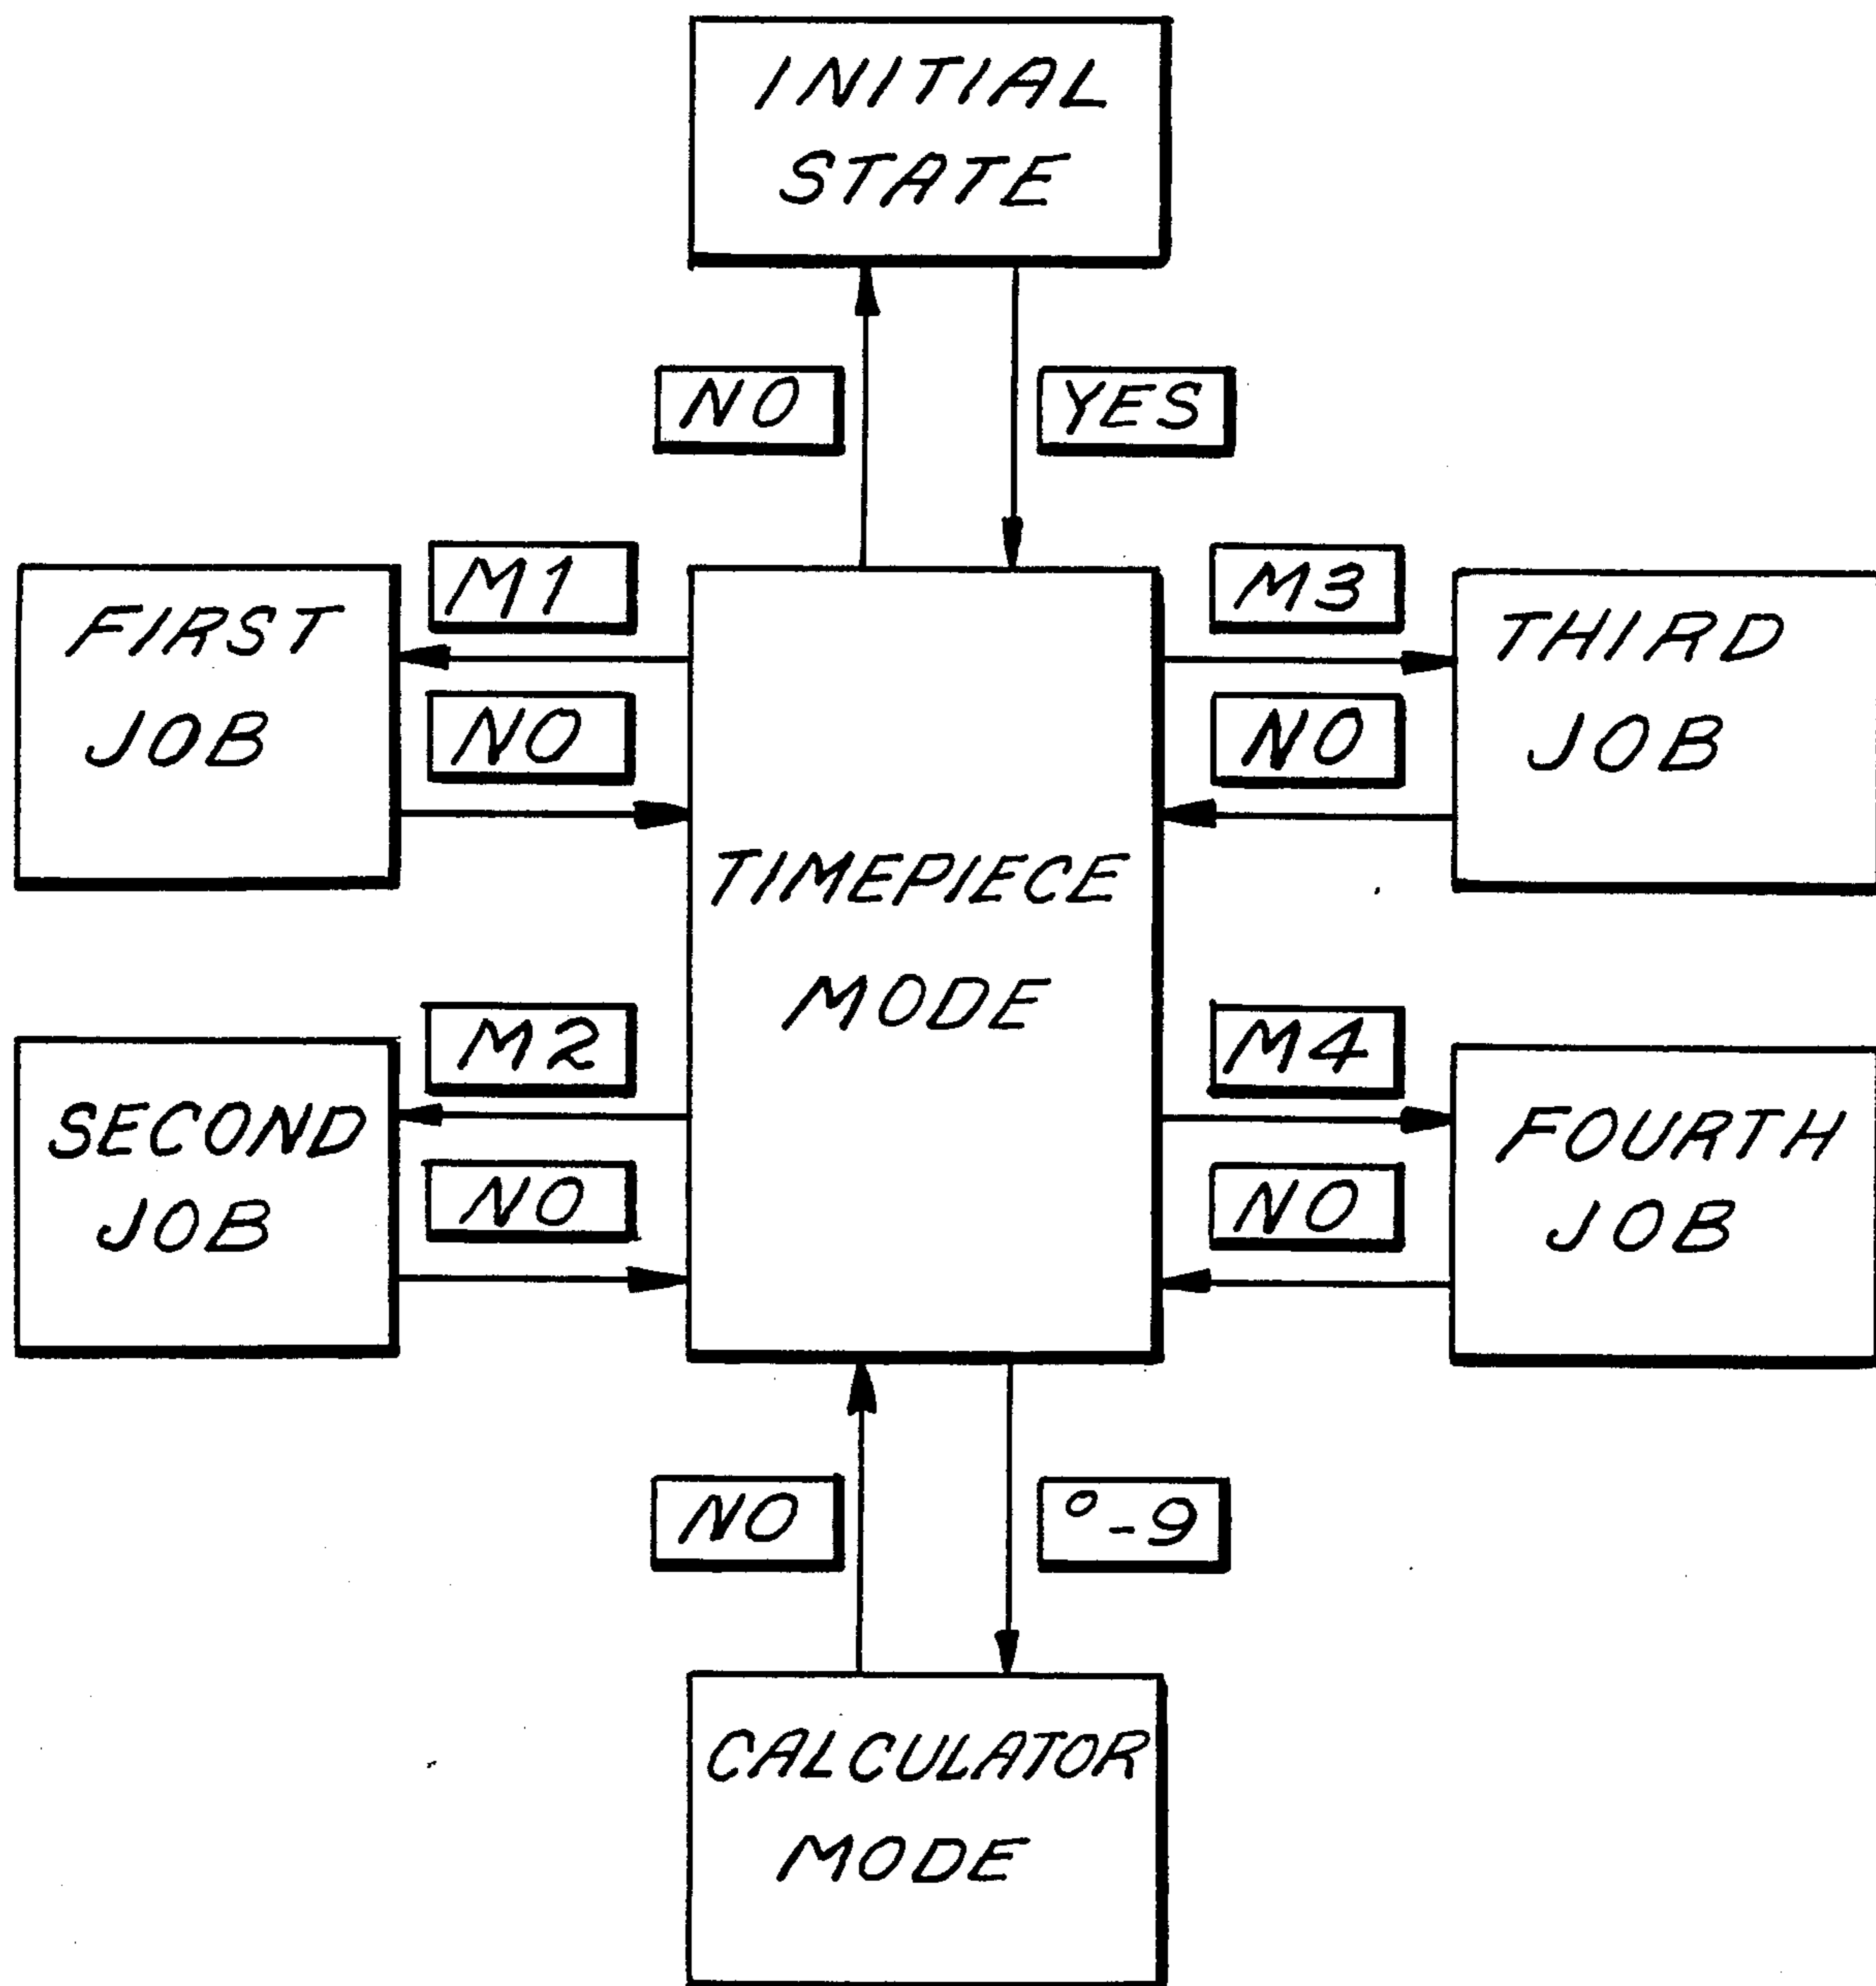 INITIAL
STATE
NO
YES
M1
M3
FIRST
JOB
NO
THIRD
JOB
NO
TIMEPIECE
MODE
M2
M4
SECOND
JOB
NO
FOURTH
JOB
NO
NO
0-9
CALCULATOR
MODE